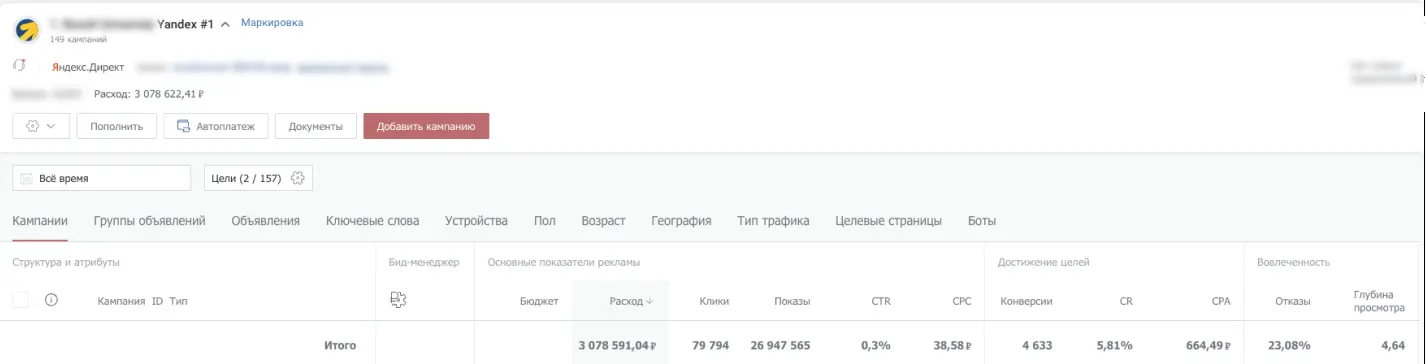 Yandex #1 Маркировка
149 кампаний
Яндекс.Директ
Расход: 3 078 622,41 ₽
Пополнить Автоплатеж Документы Добавить кампанию
Всё время Цели (2 / 157)
Кампании Группы объявлений Объявления Ключевые слова Устройства Пол Возраст География Тип трафика Целевые страницы Боты
Структура и атрибуты Бид-менеджер Основные показатели рекламы Достижение целей Вовлеченность
Кампания ID Тип Бюджет Расход ↓ Клики Показы CTR CPC Конверсии CR CPA Отказы Глубина просмотра
Итого 3 078 591,04 ₽ 79 794 26 947 565 0,3% 38,58 ₽ 4 633 5,81% 664,49 ₽ 23,08% 4,64